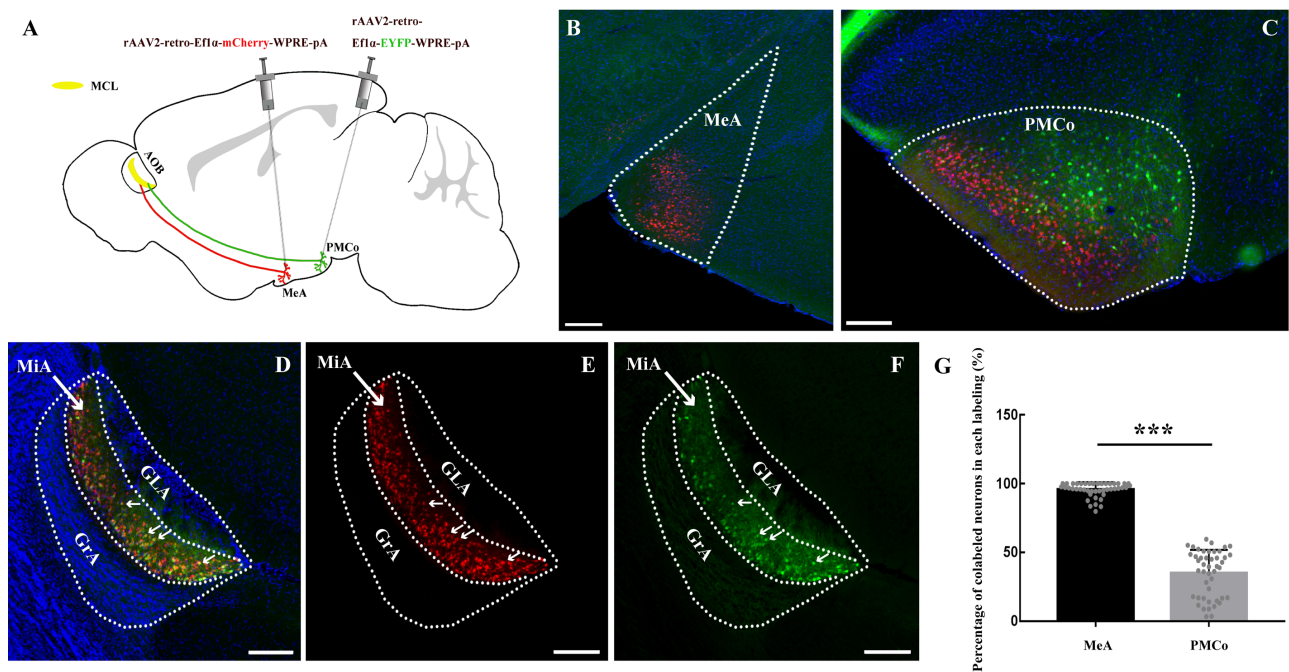 A
rAAV2-retro-Ef1α-mCherry-WPRE-pA
rAAV2-retro-
Ef1α-EYFP-WPRE-pA
MCL
AOB
PMCo
MeA
B
MeA
C
PMCo
D
MiA
GLA
GrA
E
MiA
GLA
GrA
F
MiA
GLA
GrA
G
Percentage of colabeled neurons in each labeling (%)
150
100
50
0
***
MeA
PMCo